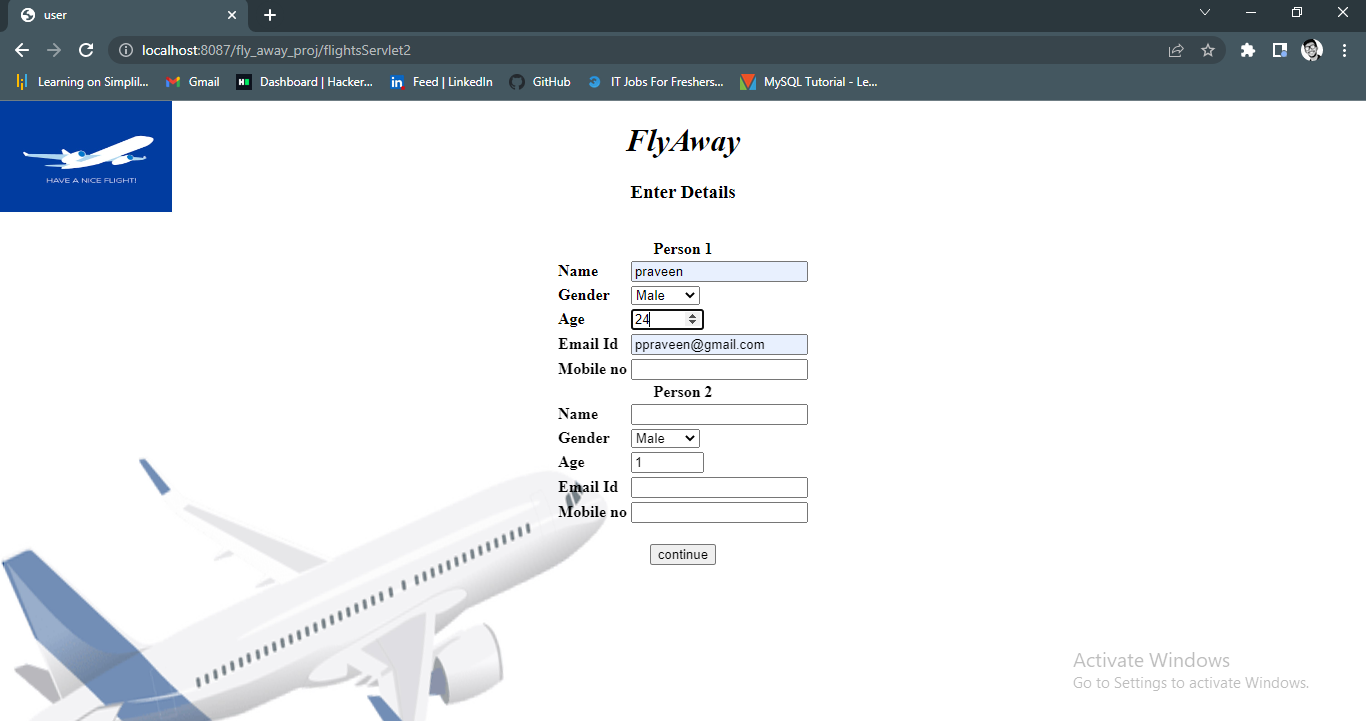 user
localhost:8087/fly_away_proj/flightsServlet2
Learning on Simplil... Gmail Dashboard | Hacker... Feed | LinkedIn GitHub IT Jobs For Freshers... MySQL Tutorial - Le...
HAVE A NICE FLIGHT!
FlyAway
Enter Details
Person 1
Name praveen
Gender Male
Age 24
Email Id ppraveen@gmail.com
Mobile no
Person 2
Name
Gender Male
Age 1
Email Id
Mobile no
continue
Activate Windows
Go to Settings to activate Windows.